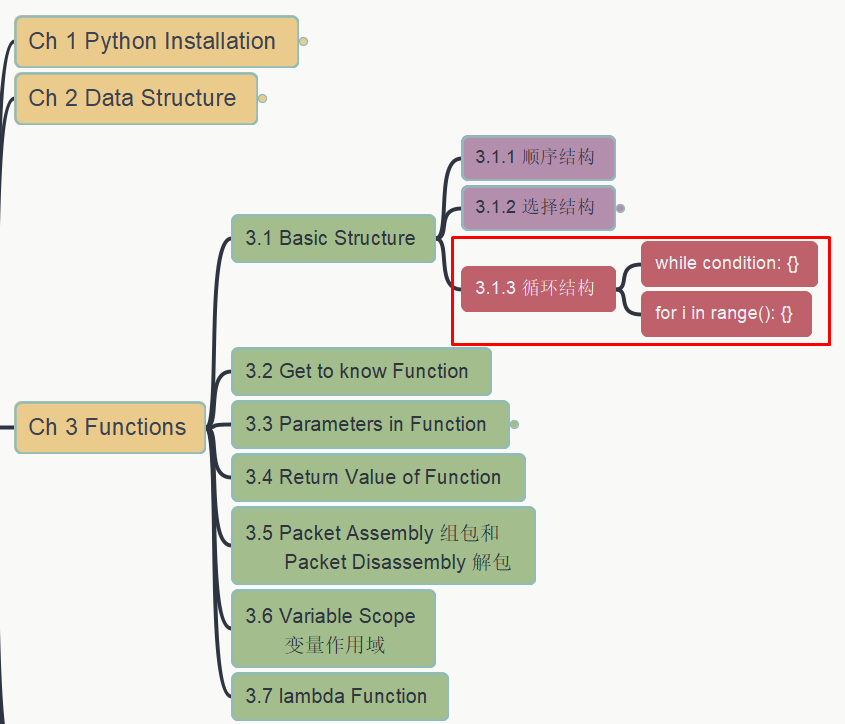 Ch 1 Python Installation
Ch 2 Data Structure
Ch 3 Functions
3.1 Basic Structure
3.1.1 顺序结构
3.1.2 选择结构
3.1.3 循环结构
while condition: {}
for i in range(): {}
3.2 Get to know Function
3.3 Parameters in Function
3.4 Return Value of Function
3.5 Packet Assembly 组包和
Packet Disassembly 解包
3.6 Variable Scope
变量作用域
3.7 lambda Function